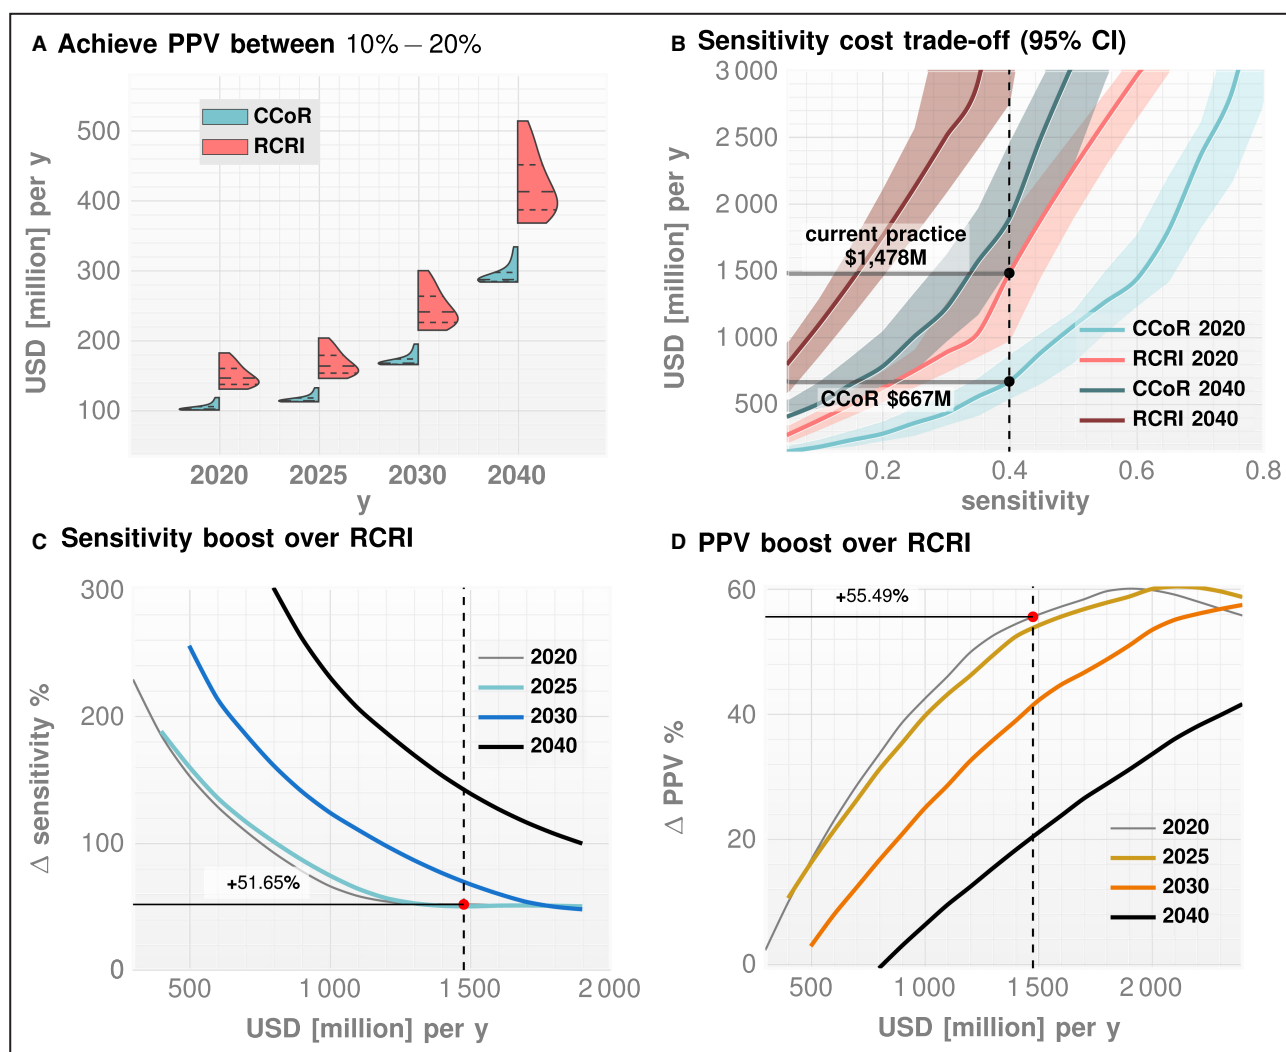 A Achieve PPV between 10% – 20%
CCoR
RCRI
500
400
300
200
100
USD [million] per y
2020 2025 2030 2040
y
B Sensitivity cost trade-off (95% CI)
3 000
2 500
2 000
1 500
1 000
500
USD [million] per y
current practice
$1,478M
CCoR $667M
CCoR 2020
RCRI 2020
CCoR 2040
RCRI 2040
0.2 0.4 0.6 0.8
sensitivity
C Sensitivity boost over RCRI
300
200
100
0
Δ sensitivity %
+51.65%
2020
2025
2030
2040
500 1 000 1 500 2 000
USD [million] per y
D PPV boost over RCRI
60
40
20
0
Δ PPV %
+55.49%
2020
2025
2030
2040
500 1 000 1 500 2 000
USD [million] per y